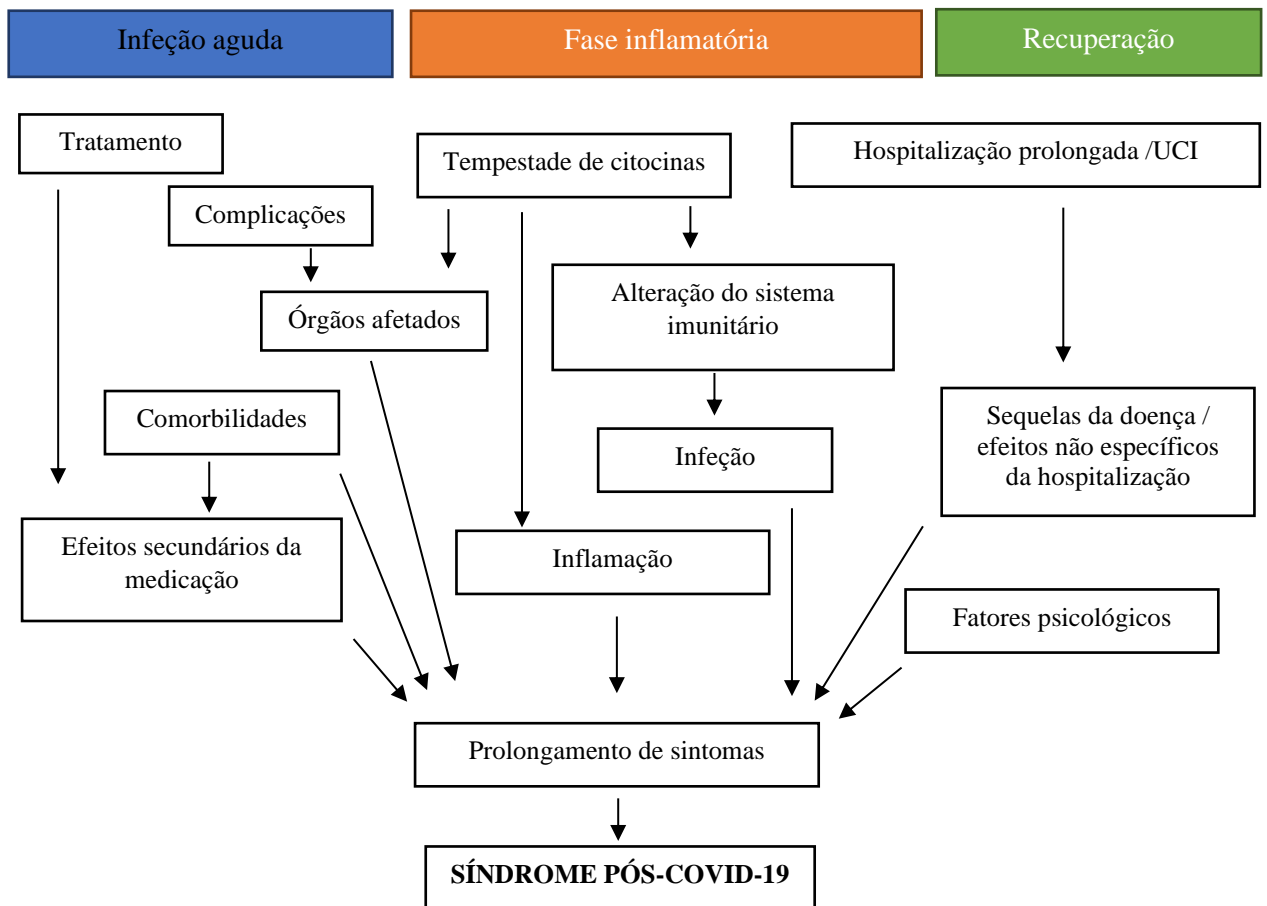 Infeção aguda
Fase inflamatória
Recuperação
Tratamento
Tempestade de citocinas
Hospitalização prolongada /UCI
Complicações
Alteração do sistema
imunitário
Órgãos afetados
Comorbilidades
Sequelas da doença /
efeitos não específicos
da hospitalização
Infeção
Efeitos secundários da
medicação
Inflamação
Fatores psicológicos
Prolongamento de sintomas
SÍNDROME PÓS-COVID-19